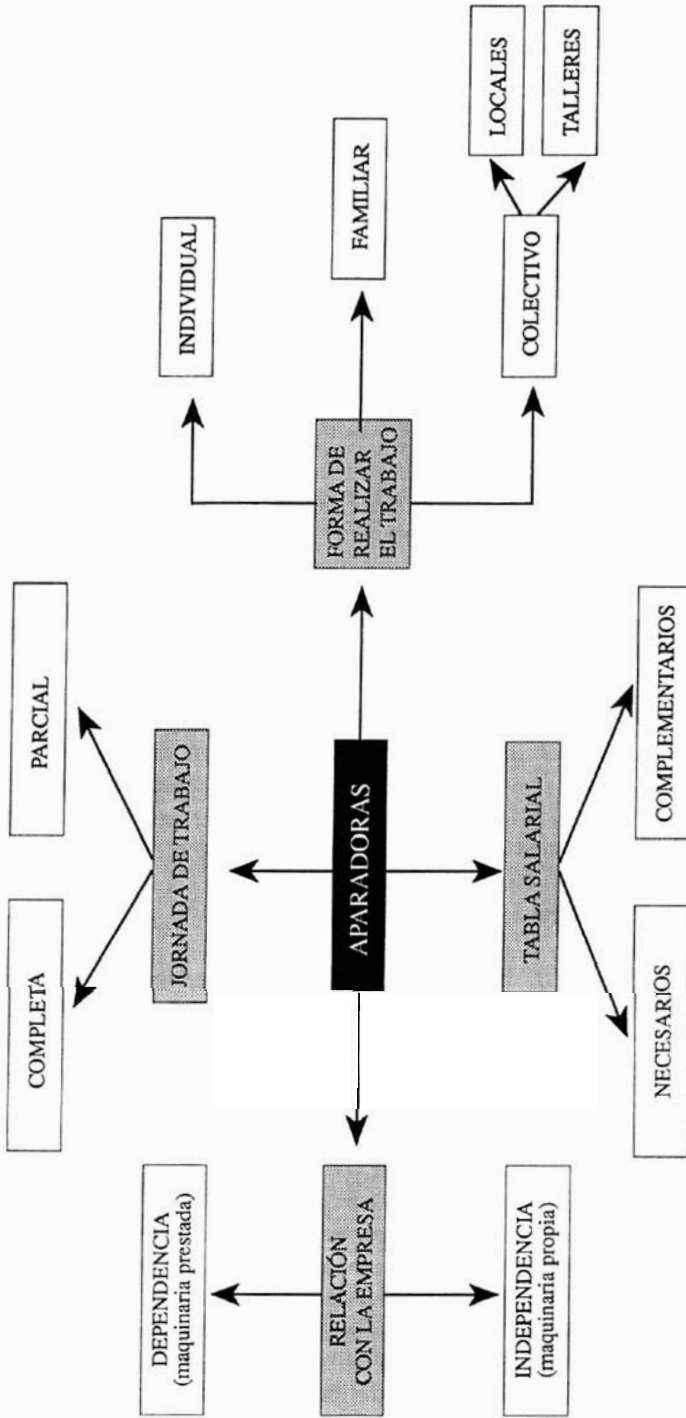 COMPLETA
PARCIAL
DEPENDENCIA
(maquinaria prestada)
JORNADA DE TRABAJO
INDIVIDUAL
RELACIÓN
CON LA EMPRESA
APARADORAS
FORMA DE
REALIZAR
EL TRABAJO
FAMILIAR
INDEPENDENCIA
(maquinaria propia)
TABLA SALARIAL
COLECTIVO
LOCALES
TALLERES
NECESARIOS
COMPLEMENTARIOS